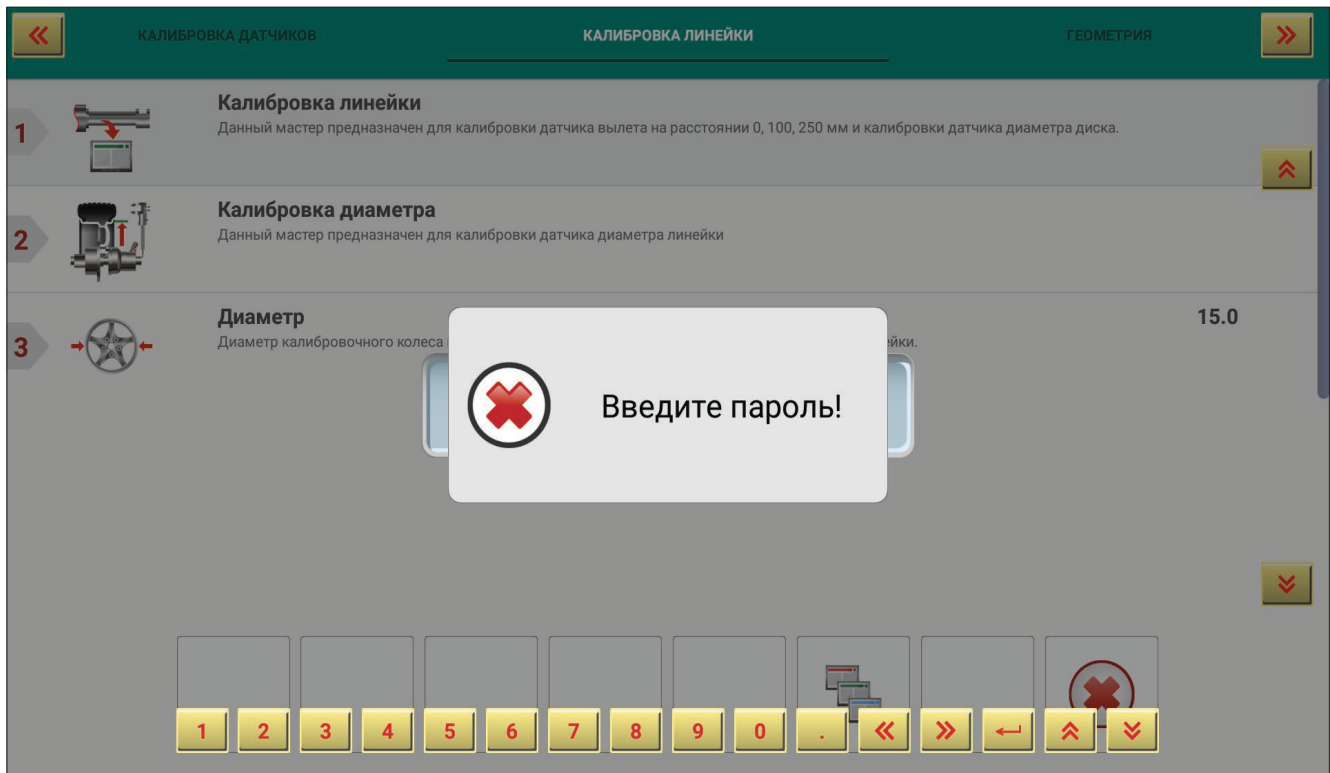 КАЛИБРОВКА ДАТЧИКОВ
КАЛИБРОВКА ЛИНЕЙКИ
ГЕОМЕТРИЯ
1
Калибровка линейки
Данный мастер предназначен для калибровки датчика вылета на расстоянии 0, 100, 250 мм и калибровки датчика диаметра диска.
2
Калибровка диаметра
Данный мастер предназначен для калибровки датчика диаметра линейки
3
Диаметр
15.0
Диаметр калибровочного колеса
Введите пароль!
1 2 3 4 5 6 7 8 9 0 .